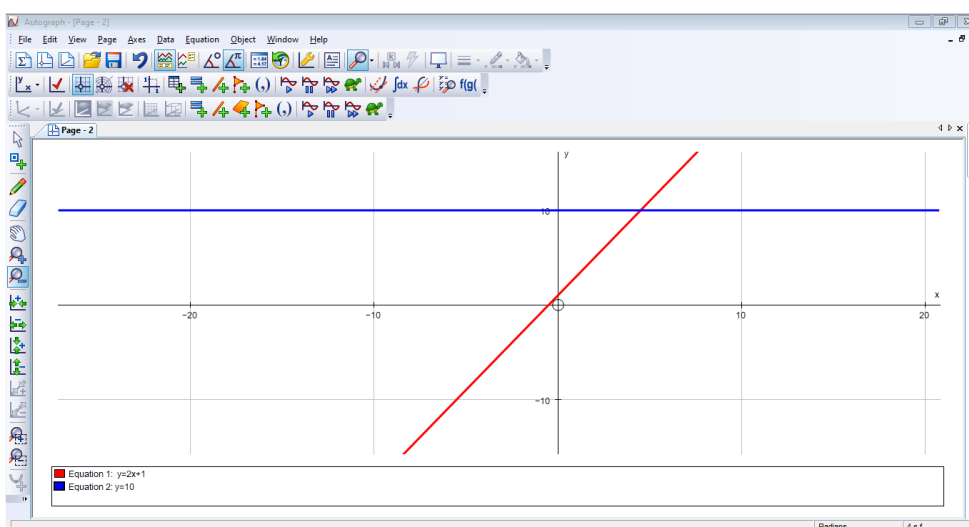 Autograph - [Page - 2]
File Edit View Page Axes Data Equation Object Window Help
Page - 2
y
10
x
−20 −10 10 20
−10
Equation 1: y=2x+1
Equation 2: y=10
Radians 4 s.f.